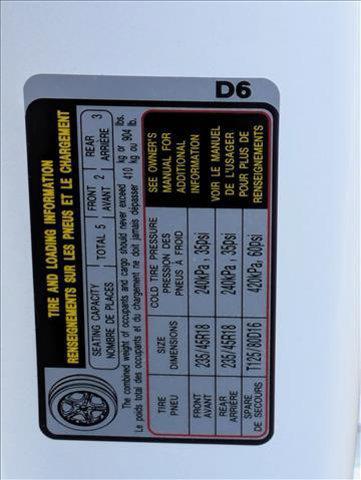 D6
TIRE AND LOADING INFORMATION
RENSEIGNEMENTS SUR LES PNEUS ET LE CHARGEMENT
SEATING CAPACITY
NOMBRE DE PLACES
TOTAL 5
FRONT
AVANT 2
REAR
ARRIÈRE 3
The combined weight of occupants and cargo should never exceed 410 kg or 904 lbs.
Le poids total des occupants et du chargement ne doit jamais dépasser 410 kg ou 904 lb.
TIRE
PNEU
SIZE
DIMENSIONS
COLD TIRE PRESSURE
PRESSION DES
PNEUS À FROID
FRONT
AVANT
235/45R18
240kPa, 35psi
REAR
ARRIÈRE
235/45R18
240kPa, 35psi
SPARE
DE SECOURS
T125/80D16
420kPa, 60psi
SEE OWNER'S
MANUAL FOR
ADDITIONAL
INFORMATION
VOIR LE MANUEL
DE L'USAGER
POUR PLUS DE
RENSEIGNEMENTS